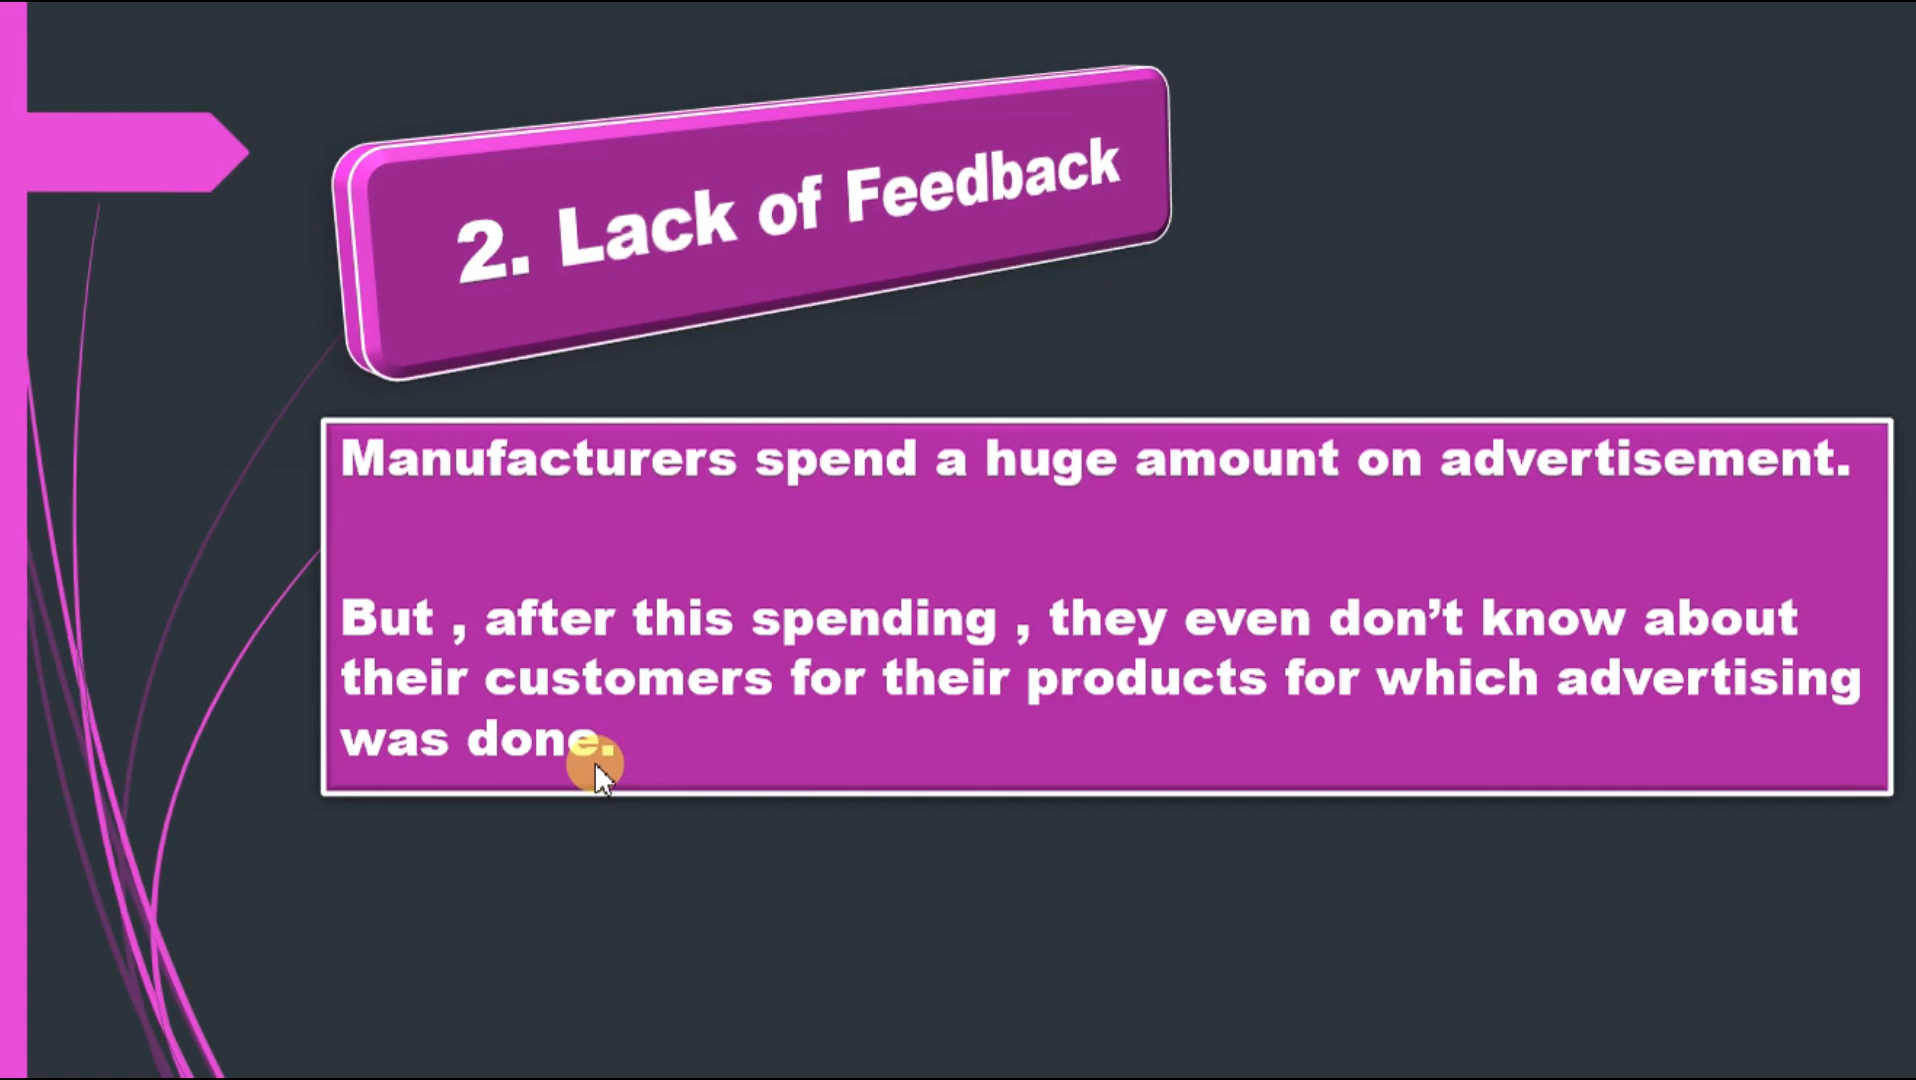 2. Lack of Feedback
Manufacturers spend a huge amount on advertisement.
But , after this spending , they even don’t know about
their customers for their products for which advertising
was done.